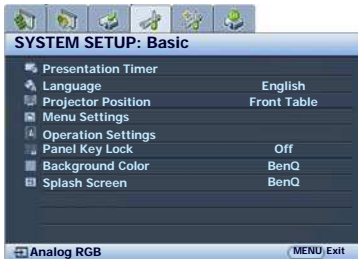 SYSTEM SETUP: Basic
Presentation Timer
Language English
Projector Position Front Table
Menu Settings
Operation Settings
Panel Key Lock Off
Background Color BenQ
Splash Screen BenQ
Analog RGB MENU Exit